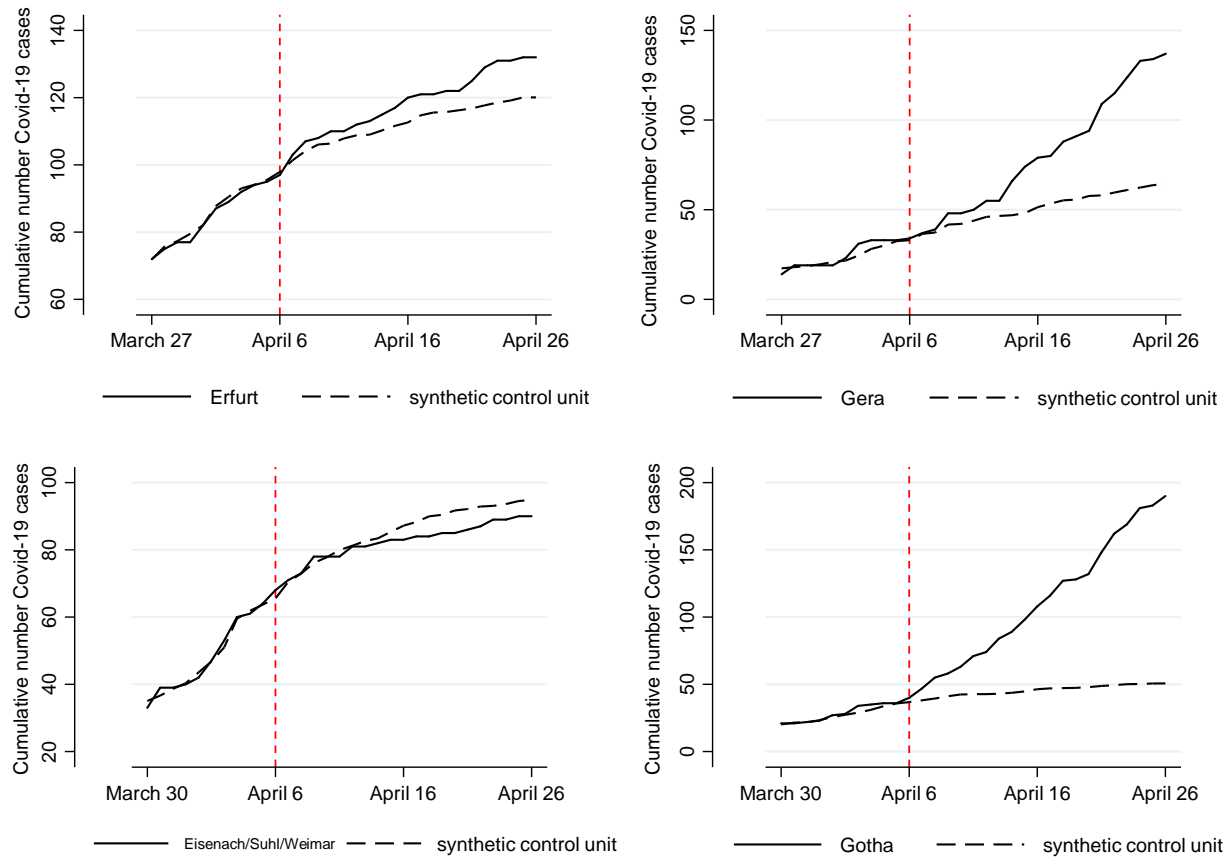 Cumulative number Covid-19 cases
140
120
100
80
60
March 27 April 6 April 16 April 26
Erfurt synthetic control unit
Cumulative number Covid-19 cases
150
100
50
0
March 27 April 6 April 16 April 26
Gera synthetic control unit
Cumulative number Covid-19 cases
100
80
60
40
20
March 30 April 6 April 16 April 26
Eisenach/Suhl/Weimar synthetic control unit
Cumulative number Covid-19 cases
200
150
100
50
0
March 30 April 6 April 16 April 26
Gotha synthetic control unit